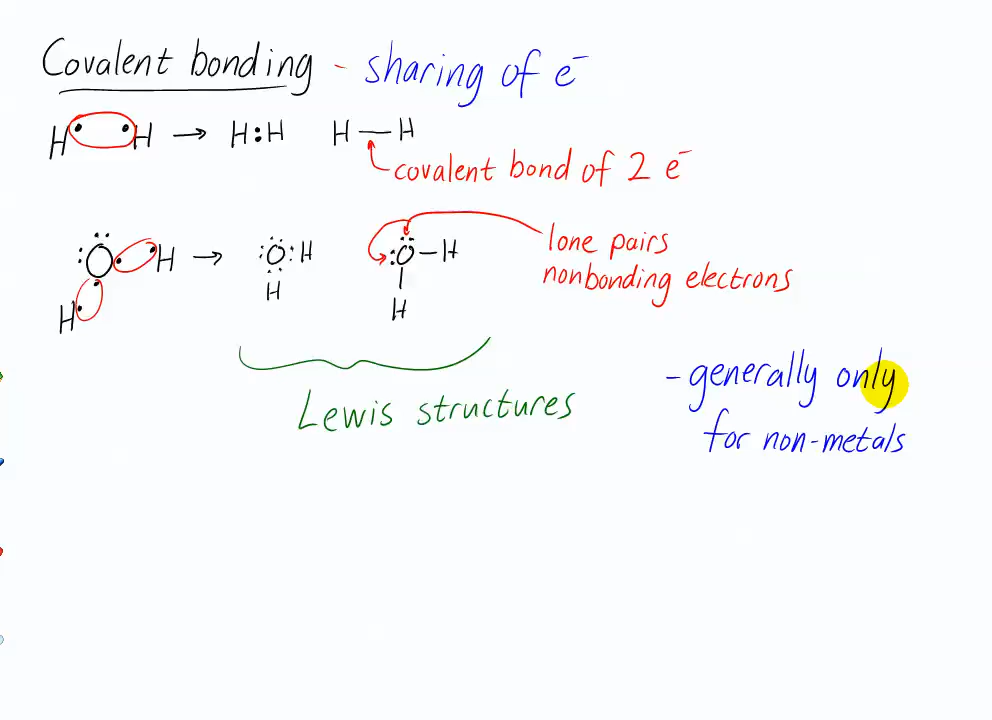 Covalent bonding - sharing of e⁻
H • • H → H:H H—H
covalent bond of 2 e⁻
:Ö• •H → :Ö:H :Ö—H
H H H
lone pairs
nonbonding electrons
Lewis structures
- generally only
for non-metals